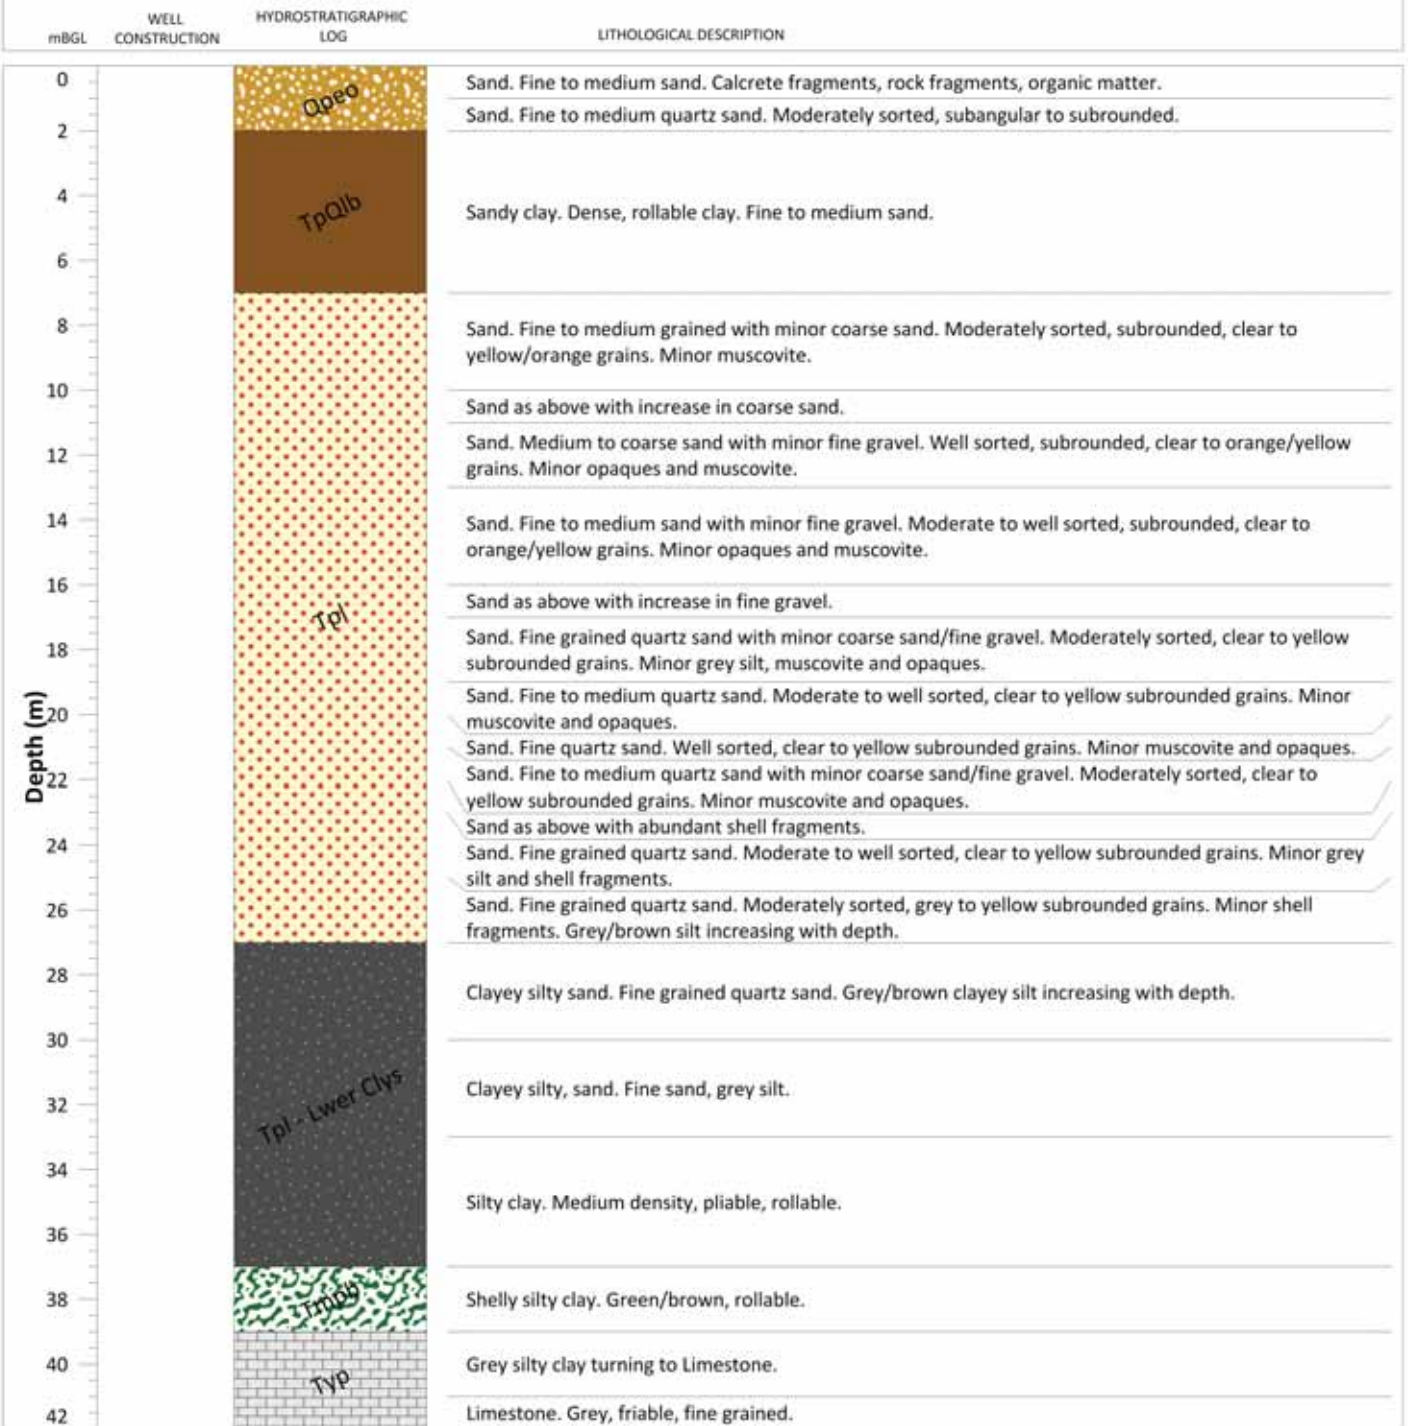 mBGL
WELL
CONSTRUCTION
HYDROSTRATIGRAPHIC
LOG
LITHOLOGICAL DESCRIPTION
0
Qpeo
Sand. Fine to medium sand. Calcrete fragments, rock fragments, organic matter.
Sand. Fine to medium quartz sand. Moderately sorted, subangular to subrounded.
2
4
TpQlb
Sandy clay. Dense, rollable clay. Fine to medium sand.
6
8
Sand. Fine to medium grained with minor coarse sand. Moderately sorted, subrounded, clear to
yellow/orange grains. Minor muscovite.
10
Sand as above with increase in coarse sand.
12
Sand. Medium to coarse sand with minor fine gravel. Well sorted, subrounded, clear to orange/yellow
grains. Minor opaques and muscovite.
14
Sand. Fine to medium sand with minor fine gravel. Moderate to well sorted, subrounded, clear to
orange/yellow grains. Minor opaques and muscovite.
16
Tpl
Sand as above with increase in fine gravel.
18
Sand. Fine grained quartz sand with minor coarse sand/fine gravel. Moderately sorted, clear to yellow
subrounded grains. Minor grey silt, muscovite and opaques.
Depth (m)
20
Sand. Fine to medium quartz sand. Moderate to well sorted, clear to yellow subrounded grains. Minor
muscovite and opaques.
Sand. Fine quartz sand. Well sorted, clear to yellow subrounded grains. Minor muscovite and opaques.
22
Sand. Fine to medium quartz sand with minor coarse sand/fine gravel. Moderately sorted, clear to
yellow subrounded grains. Minor muscovite and opaques.
Sand as above with abundant shell fragments.
24
Sand. Fine grained quartz sand. Moderate to well sorted, clear to yellow subrounded grains. Minor grey
silt and shell fragments.
26
Sand. Fine grained quartz sand. Moderately sorted, grey to yellow subrounded grains. Minor shell
fragments. Grey/brown silt increasing with depth.
28
Clayey silty sand. Fine grained quartz sand. Grey/brown clayey silt increasing with depth.
30
Tpl - Lwer Clys
Clayey silty, sand. Fine sand, grey silt.
32
34
Silty clay. Medium density, pliable, rollable.
36
38
Tmpb
Shelly silty clay. Green/brown, rollable.
40
Typ
Grey silty clay turning to Limestone.
42
Limestone. Grey, friable, fine grained.